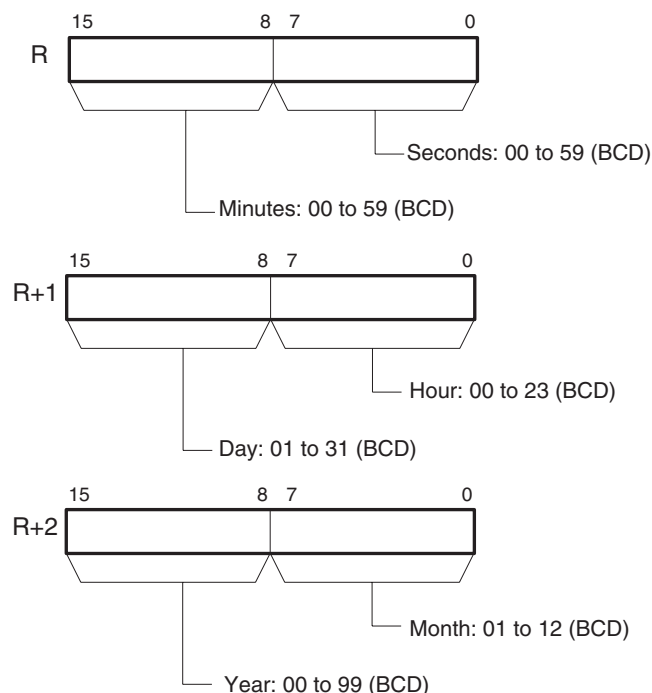 15 8 7 0
R
Seconds: 00 to 59 (BCD)
Minutes: 00 to 59 (BCD)
15 8 7 0
R+1
Hour: 00 to 23 (BCD)
Day: 01 to 31 (BCD)
15 8 7 0
R+2
Month: 01 to 12 (BCD)
Year: 00 to 99 (BCD)